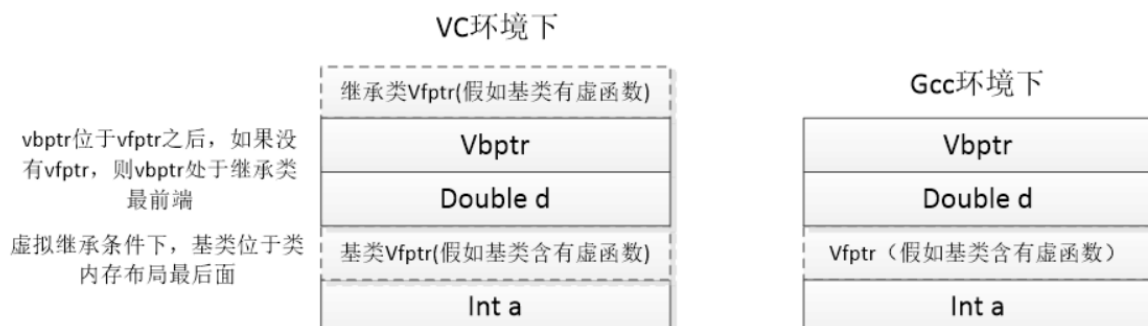 VC环境下
继承类Vfptr(假如基类有虚函数)
vbptr位于vfptr之后，如果没
有vfptr，则vbptr处于继承类
最前端
Vbptr
Double d
虚拟继承条件下，基类位于类
内存布局最后面
基类Vfptr(假如基类含有虚函数)
Int a
Gcc环境下
Vbptr
Double d
Vfptr（假如基类含有虚函数）
Int a